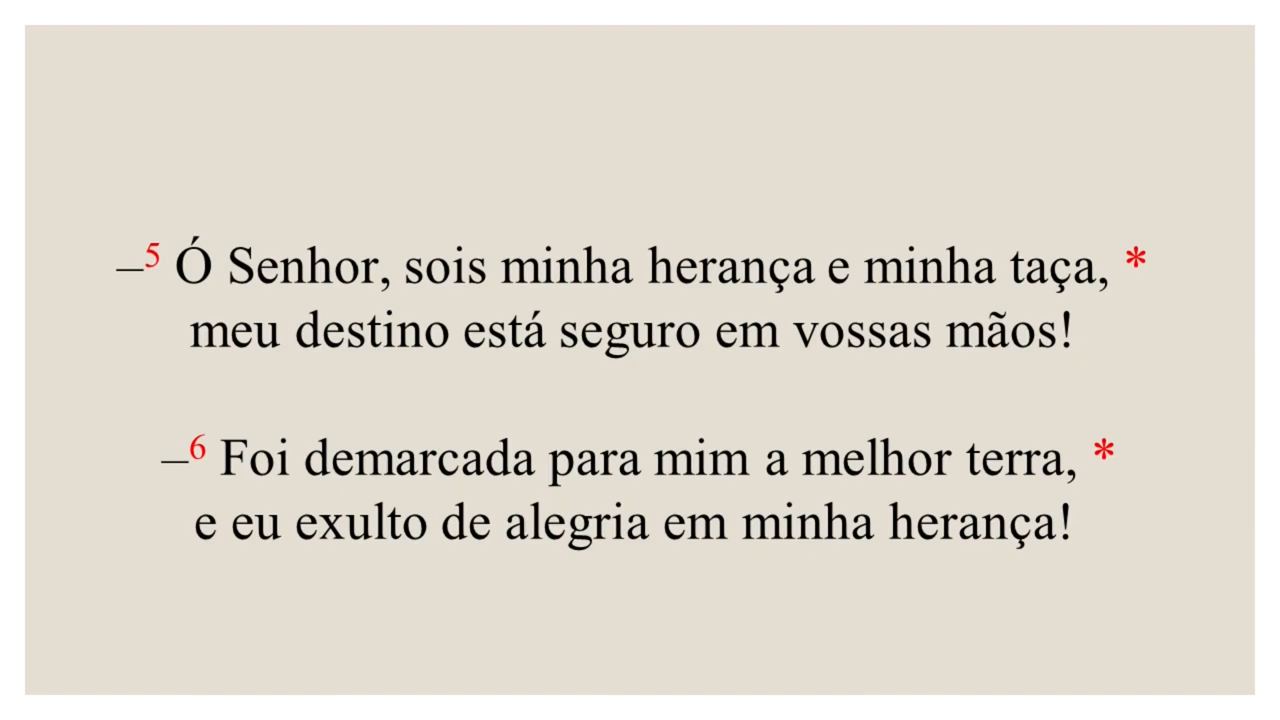 –⁵ Ó Senhor, sois minha herança e minha taça, *
meu destino está seguro em vossas mãos!
–⁶ Foi demarcada para mim a melhor terra, *
e eu exulto de alegria em minha herança!